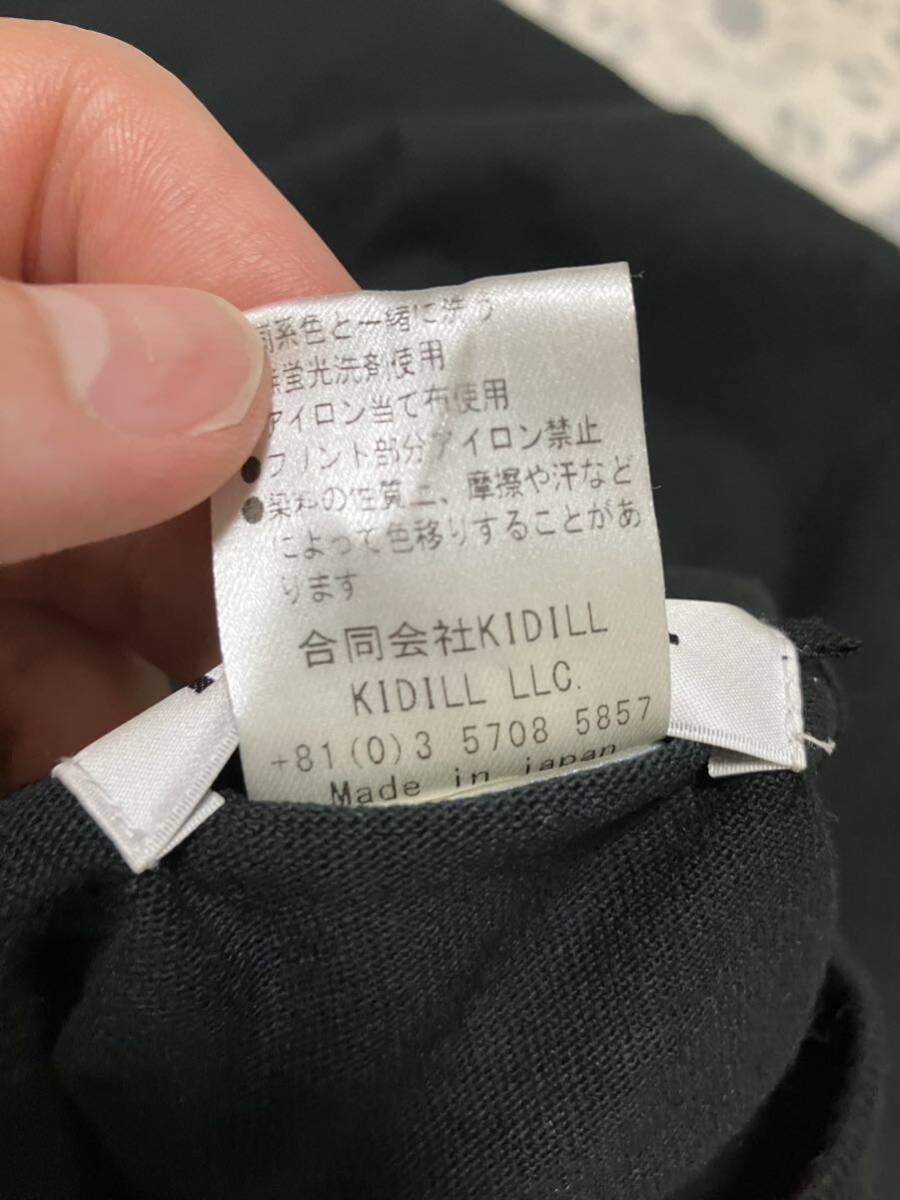 同系色と一緒に洗う
無蛍光洗剤使用
アイロン当て布使用
●プリント部分アイロン禁止
●染料の性質上、摩擦や汗など
によって色移りすることがあ
ります
合同会社KIDILL
KIDILL LLC.
+81(0)3 5708 5857
Made in japan